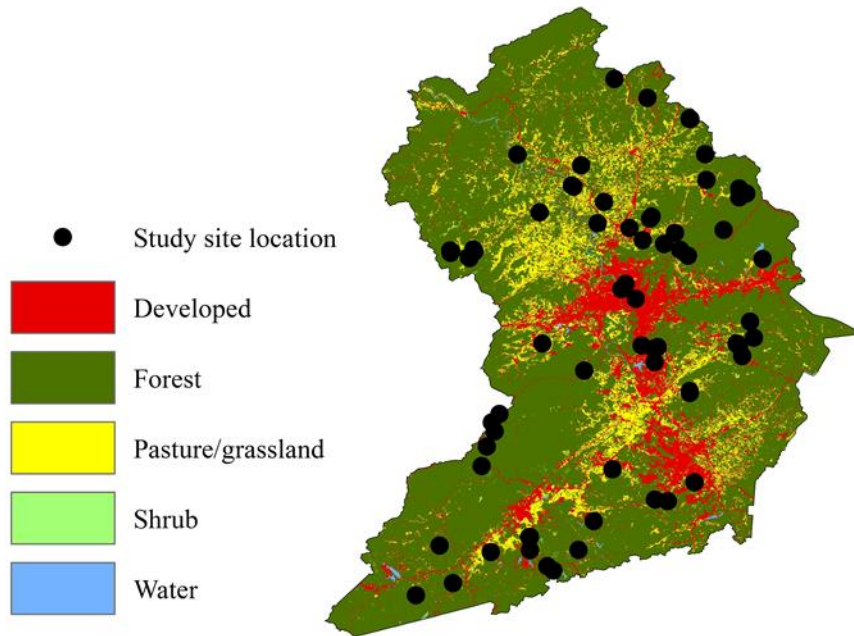 Study site location
Developed
Forest
Pasture/grassland
Shrub
Water